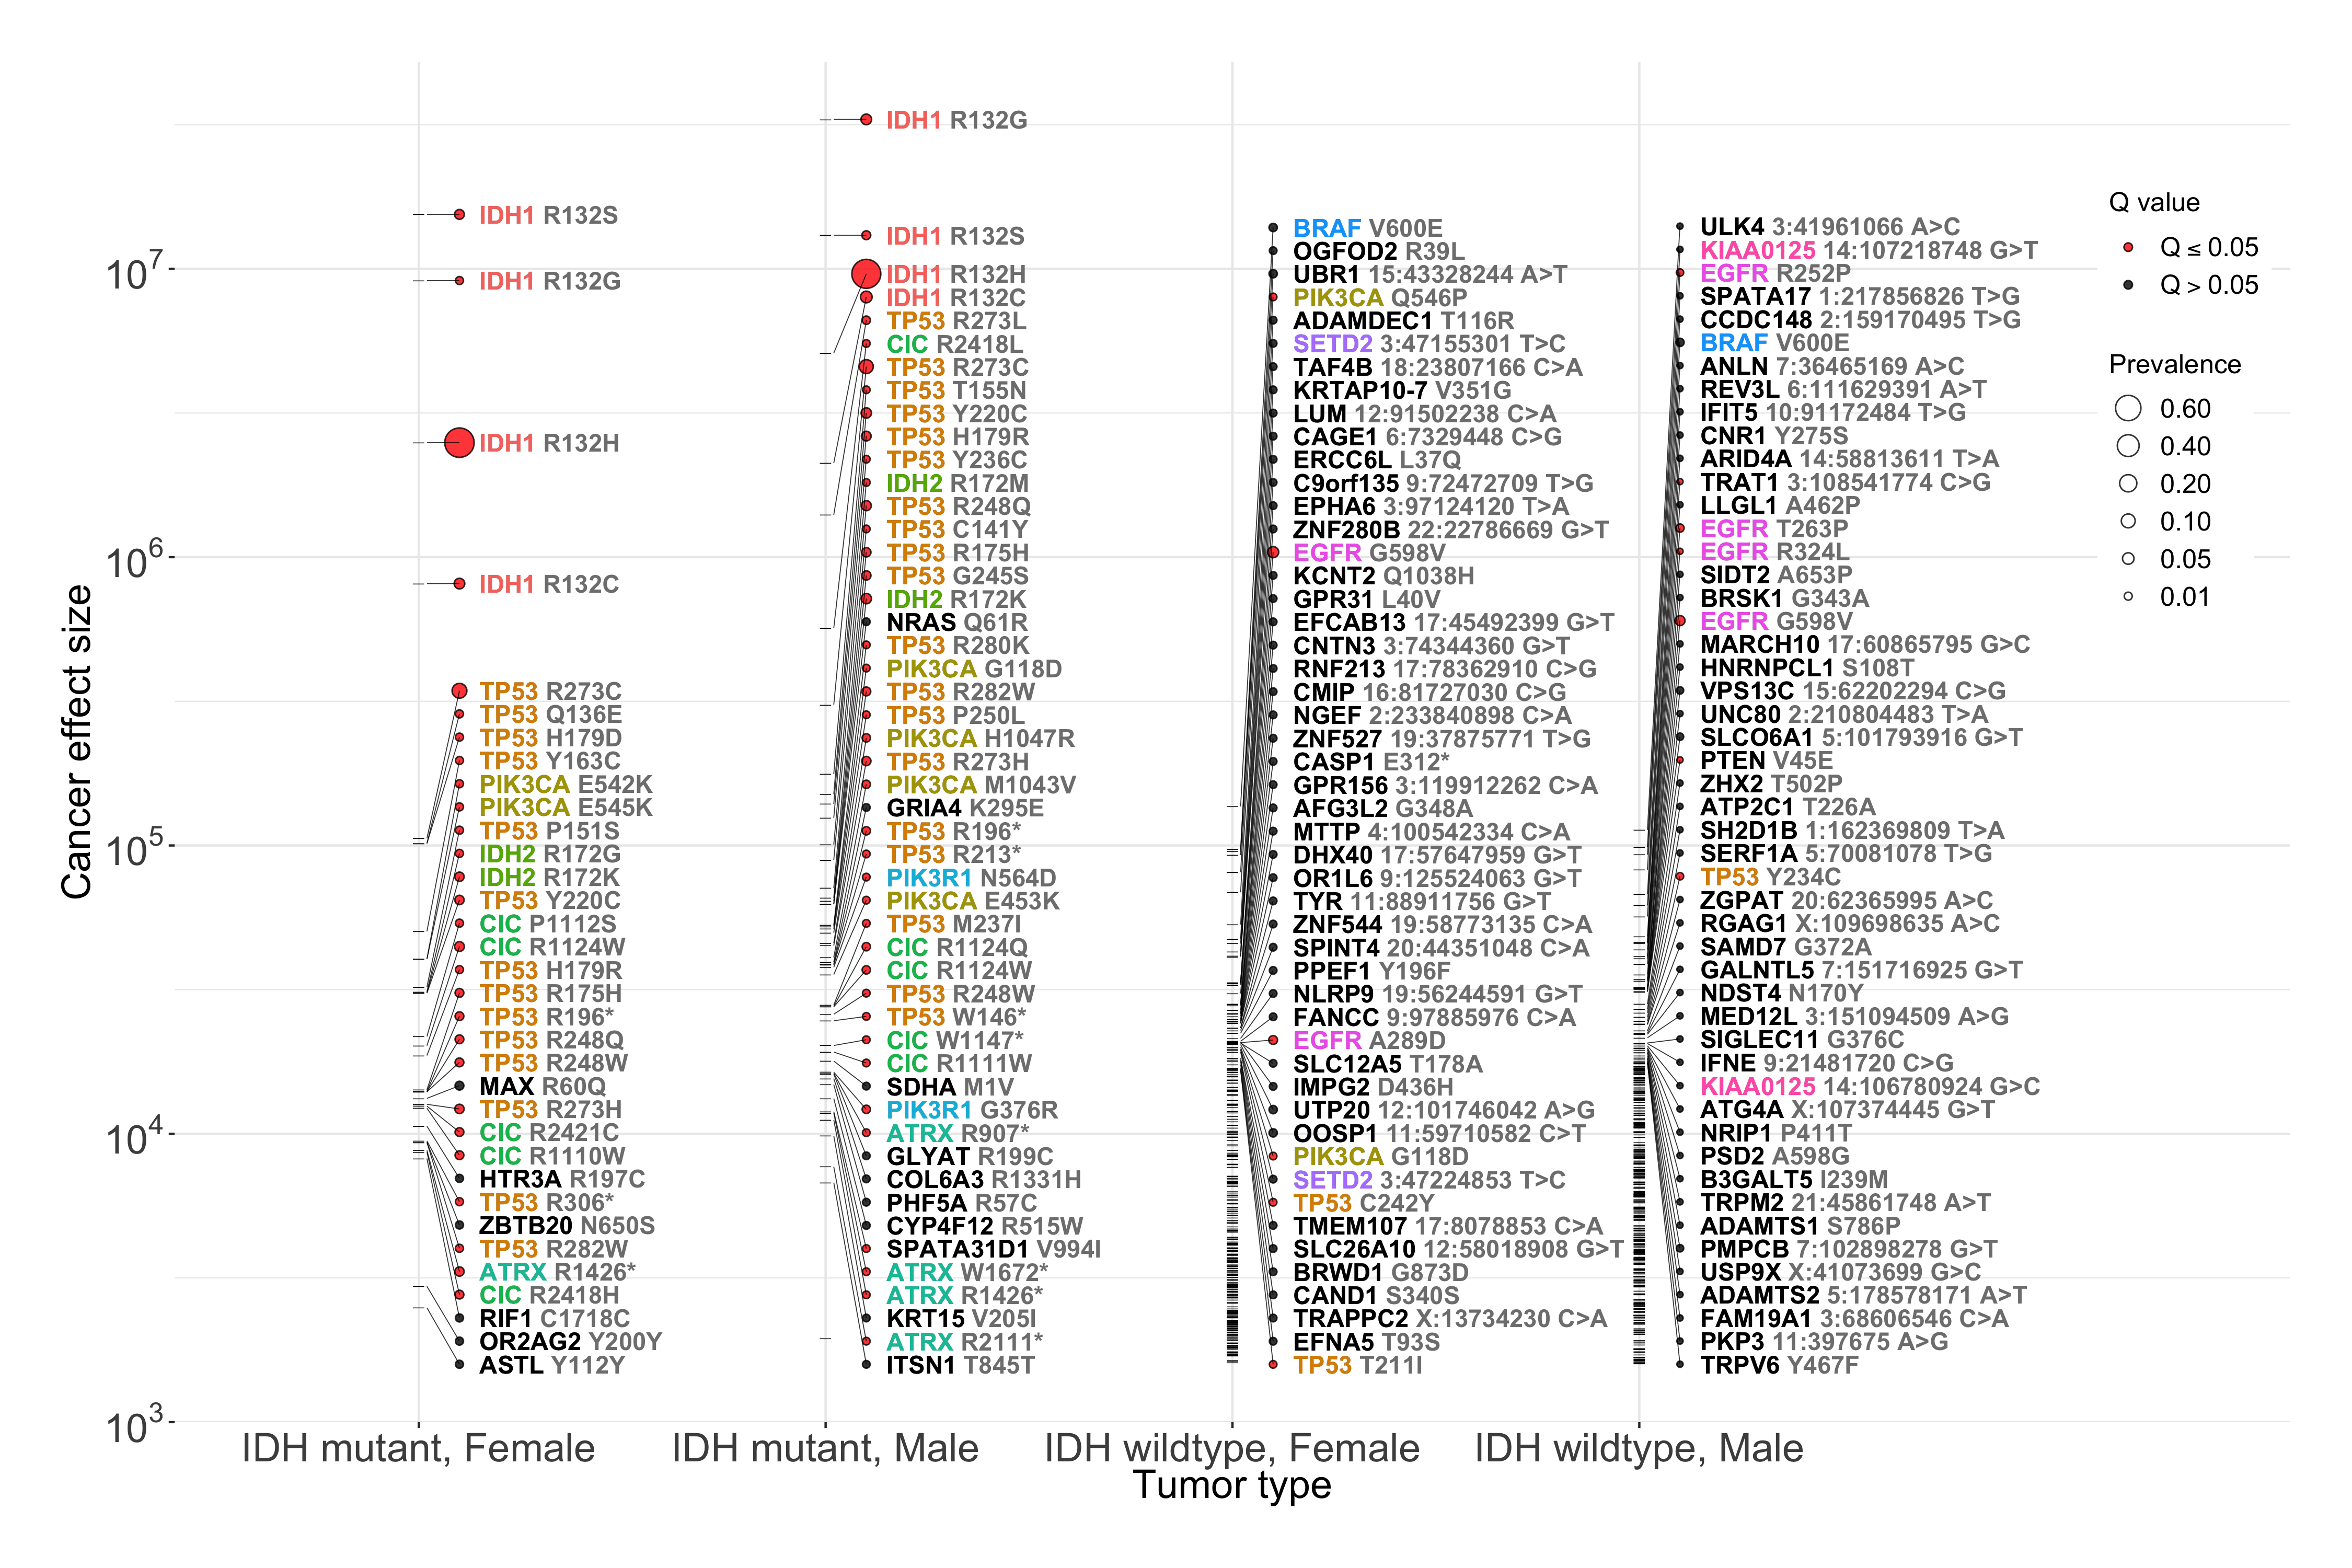 Cancer effect size
10^7
10^6
10^5
10^4
10^3
IDH1 R132S
IDH1 R132G
IDH1 R132H
IDH1 R132C
TP53 R273C
TP53 Q136E
TP53 H179D
TP53 Y163C
PIK3CA E542K
PIK3CA E545K
TP53 P151S
IDH2 R172G
IDH2 R172K
TP53 Y220C
CIC P1112S
CIC R1124W
TP53 H179R
TP53 R175H
TP53 R196*
TP53 R248Q
TP53 R248W
MAX R60Q
TP53 R273H
CIC R2421C
CIC R1110W
HTR3A R197C
TP53 R306*
ZBTB20 N650S
TP53 R282W
ATRX R1426*
CIC R2418H
RIF1 C1718C
OR2AG2 Y200Y
ASTL Y112Y
IDH1 R132G
IDH1 R132S
IDH1 R132H
IDH1 R132C
TP53 R273L
CIC R2418L
TP53 R273C
TP53 T155N
TP53 Y220C
TP53 H179R
TP53 Y236C
IDH2 R172M
TP53 R248Q
TP53 C141Y
TP53 R175H
TP53 G245S
IDH2 R172K
NRAS Q61R
TP53 R280K
PIK3CA G118D
TP53 R282W
TP53 P250L
PIK3CA H1047R
TP53 R273H
PIK3CA M1043V
GRIA4 K295E
TP53 R196*
TP53 R213*
PIK3R1 N564D
PIK3CA E453K
TP53 M237I
CIC R1124Q
CIC R1124W
TP53 R248W
TP53 W146*
CIC W1147*
CIC R1111W
SDHA M1V
PIK3R1 G376R
ATRX R907*
GLYAT R199C
COL6A3 R1331H
PHF5A R57C
CYP4F12 R515W
SPATA31D1 V994I
ATRX W1672*
ATRX R1426*
KRT15 V205I
ATRX R2111*
ITSN1 T845T
BRAF V600E
OGFOD2 R39L
UBR1 15:43328244 A>T
PIK3CA Q546P
ADAMDEC1 T116R
SETD2 3:47155301 T>C
TAF4B 18:23807166 C>A
KRTAP10-7 V351G
LUM 12:91502238 C>A
CAGE1 6:7329448 C>G
ERCC6L L37Q
C9orf135 9:72472709 T>G
EPHA6 3:97124120 T>A
ZNF280B 22:22786669 G>T
EGFR G598V
KCNT2 Q1038H
GPR31 L40V
EFCAB13 17:45492399 G>T
CNTN3 3:74344360 G>T
RNF213 17:78362910 C>G
CMIP 16:81727030 C>G
NGEF 2:233840898 C>A
ZNF527 19:37875771 T>G
CASP1 E312*
GPR156 3:119912262 C>A
AFG3L2 G348A
MTTP 4:100542334 C>A
DHX40 17:57647959 G>T
OR1L6 9:125524063 G>T
TYR 11:88911756 G>T
ZNF544 19:58773135 C>A
SPINT4 20:44351048 C>A
PPEF1 Y196F
NLRP9 19:56244591 G>T
FANCC 9:97885976 C>A
EGFR A289D
SLC12A5 T178A
IMPG2 D436H
UTP20 12:101746042 A>G
OOSP1 11:59710582 C>T
PIK3CA G118D
SETD2 3:47224853 T>C
TP53 C242Y
TMEM107 17:8078853 C>A
SLC26A10 12:58018908 G>T
BRWD1 G873D
CAND1 S340S
TRAPPC2 X:13734230 C>A
EFNA5 T93S
TP53 T211I
ULK4 3:41961066 A>C
KIAA0125 14:107218748 G>T
EGFR R252P
SPATA17 1:217856826 T>G
CCDC148 2:159170495 T>G
BRAF V600E
ANLN 7:36465169 A>C
REV3L 6:111629391 A>T
IFIT5 10:91172484 T>G
CNR1 Y275S
ARID4A 14:58813611 T>A
TRAT1 3:108541774 C>G
LLGL1 A462P
EGFR T263P
EGFR R324L
SIDT2 A653P
BRSK1 G343A
EGFR G598V
MARCH10 17:60865795 G>C
HNRNPCL1 S108T
VPS13C 15:62202294 C>G
UNC80 2:210804483 T>A
SLCO6A1 5:101793916 G>T
PTEN V45E
ZHX2 T502P
ATP2C1 T226A
SH2D1B 1:162369809 T>A
SERF1A 5:70081078 T>G
TP53 Y234C
ZGPAT 20:62365995 A>C
RGAG1 X:109698635 A>C
SAMD7 G372A
GALNTL5 7:151716925 G>T
NDST4 N170Y
MED12L 3:151094509 A>G
SIGLEC11 G376C
IFNE 9:21481720 C>G
KIAA0125 14:106780924 G>C
ATG4A X:107374445 G>T
NRIP1 P411T
PSD2 A598G
B3GALT5 I239M
TRPM2 21:45861748 A>T
ADAMTS1 S786P
PMPCB 7:102898278 G>T
USP9X X:41073699 G>C
ADAMTS2 5:178578171 A>T
FAM19A1 3:68606546 C>A
PKP3 11:397675 A>G
TRPV6 Y467F
Q value
Q ≤ 0.05
Q > 0.05
Prevalence
0.60
0.40
0.20
0.10
0.05
0.01
IDH mutant, Female
IDH mutant, Male
IDH wildtype, Female
IDH wildtype, Male
Tumor type